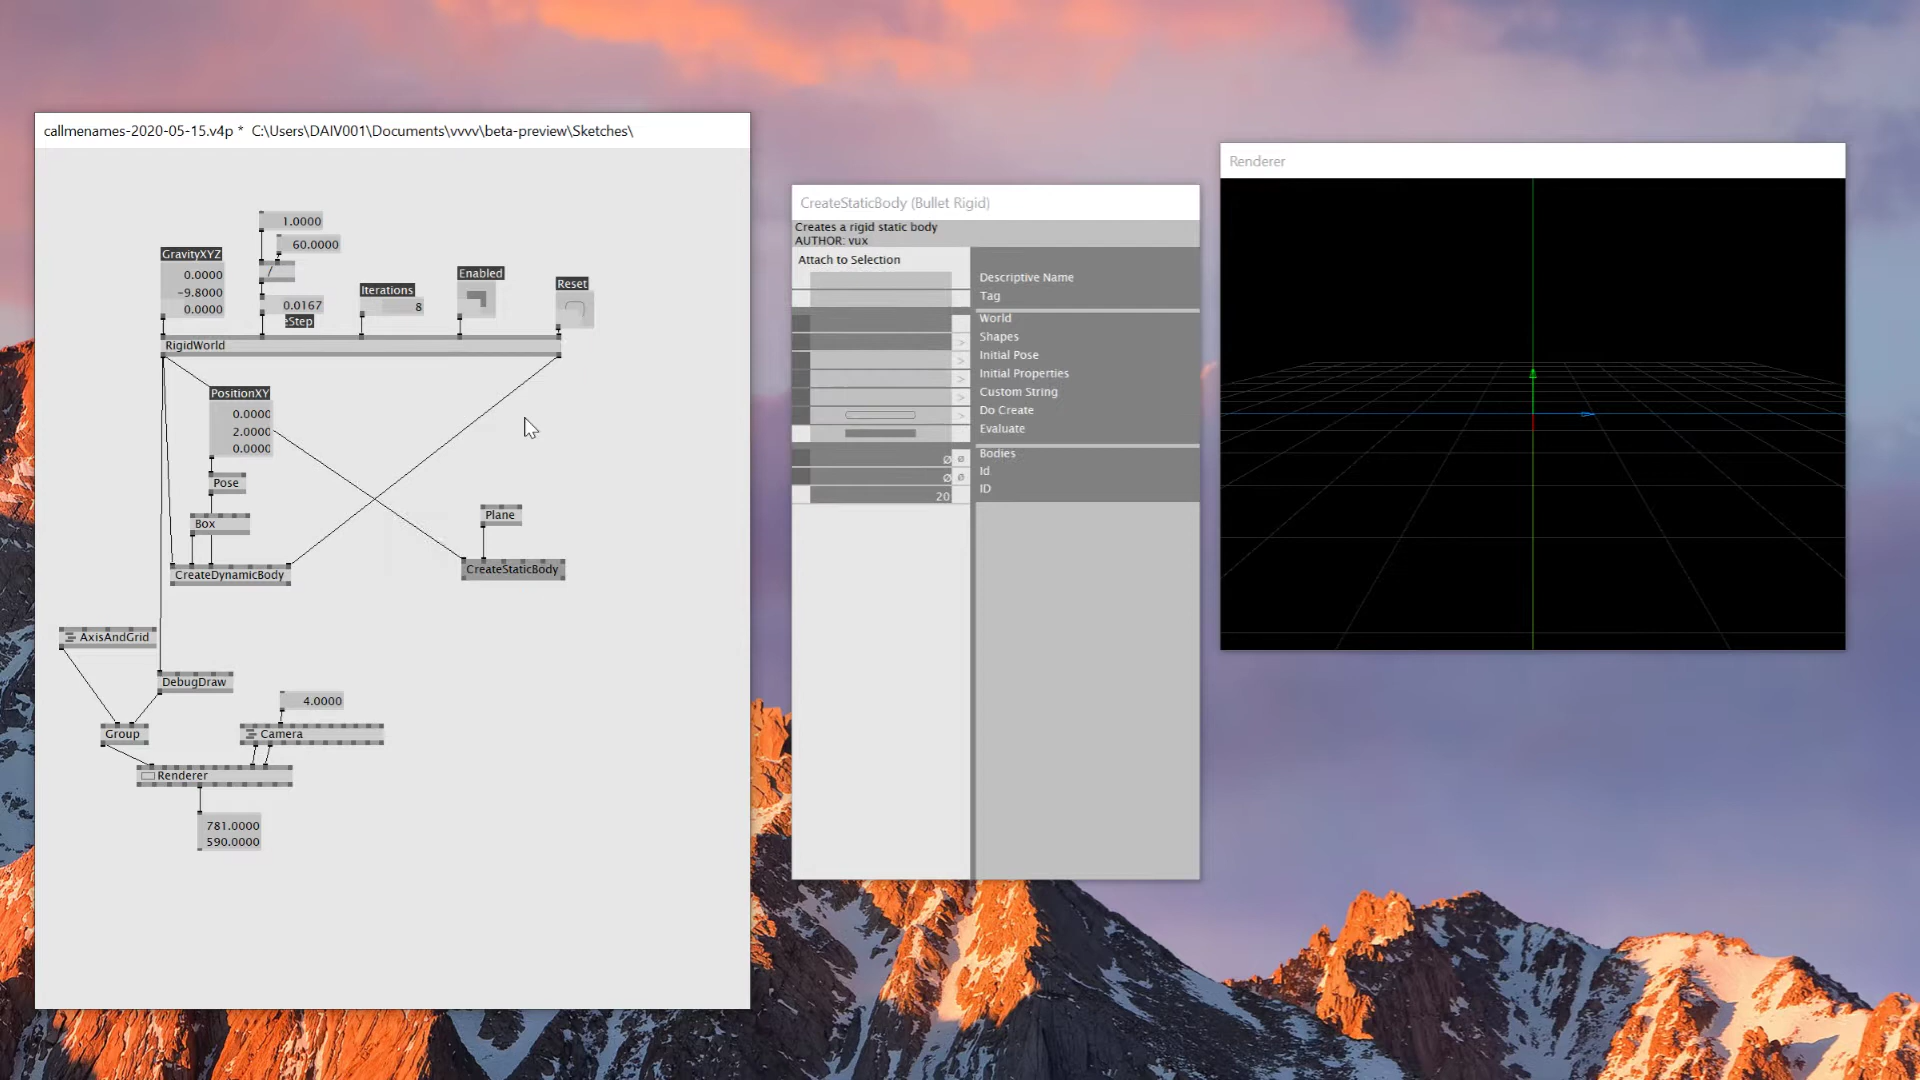 callmenames-2020-05-15.v4p * C:\Users\DAIV001\Documents\vvvv\beta-preview\Sketches\
1.0000
60.0000
GravityXYZ
0.0000
-9.8000
0.0000
/
0.0167
eStep
Iterations
8
Enabled
Reset
RigidWorld
PositionXY
0.0000
2.0000
0.0000
Pose
Box
CreateDynamicBody
Plane
CreateStaticBody
AxisAndGrid
DebugDraw
4.0000
Group
Camera
Renderer
781.0000
590.0000
CreateStaticBody (Bullet Rigid)
Creates a rigid static body
AUTHOR: vux
Attach to Selection
Descriptive Name
Tag
World
Shapes
Initial Pose
Initial Properties
Custom String
Do Create
Evaluate
Bodies
Id
ID
20
Renderer